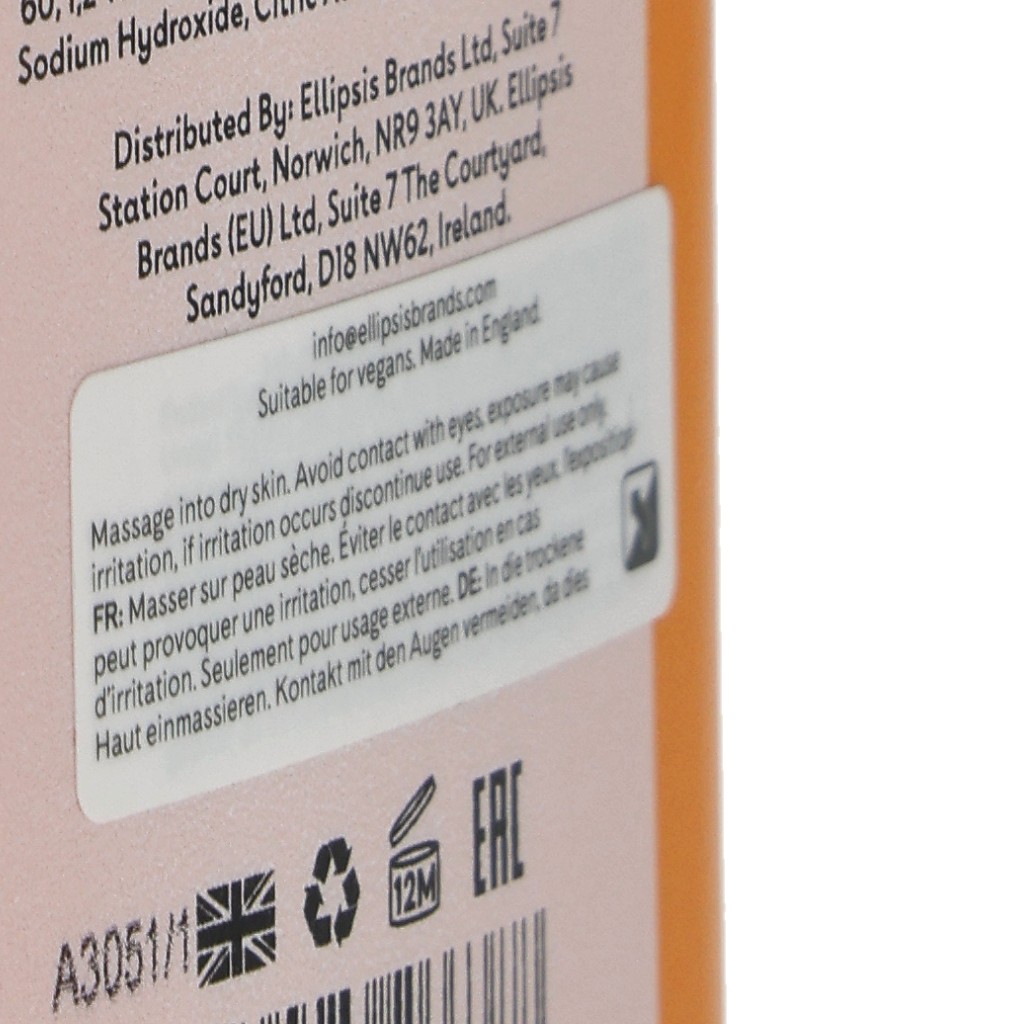 Sodium Hydroxide, Citric
Distributed By: Ellipsis Brands Ltd, Suite 7
Station Court, Norwich, NR9 3AY, UK. Ellipsis
Brands (EU) Ltd, Suite 7 The Courtyard,
Sandyford, D18 NW62, Ireland.
info@ellipsisbrands.com
Suitable for vegans. Made in England.
Massage into dry skin. Avoid contact with eyes, exposure may cause
irritation, if irritation occurs discontinue use. For external use only.
FR: Masser sur peau sèche. Éviter le contact avec les yeux, l'exposition
peut provoquer une irritation, cesser l'utilisation en cas
d'irritation. Seulement pour usage externe. DE: In die trockene
Haut einmassieren. Kontakt mit den Augen vermeiden, da dies
A3051/1
12M
EAC